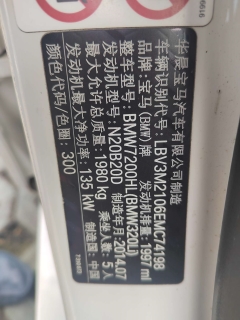 华晨宝马汽车有限公司制造
车辆识别代号 LBV3M2106EMC74198
品牌:宝马(BMW)牌 发动机排量:1997 ml
整车型号:BMW7200HL(BMW320Li)
发动机型号:N20B20D 制造年月:2014.07
最大允许总质量:1980 kg 乘坐人数:5人
发动机最大净功率:135 kW 制造国:中国
颜色代码/色圈:300